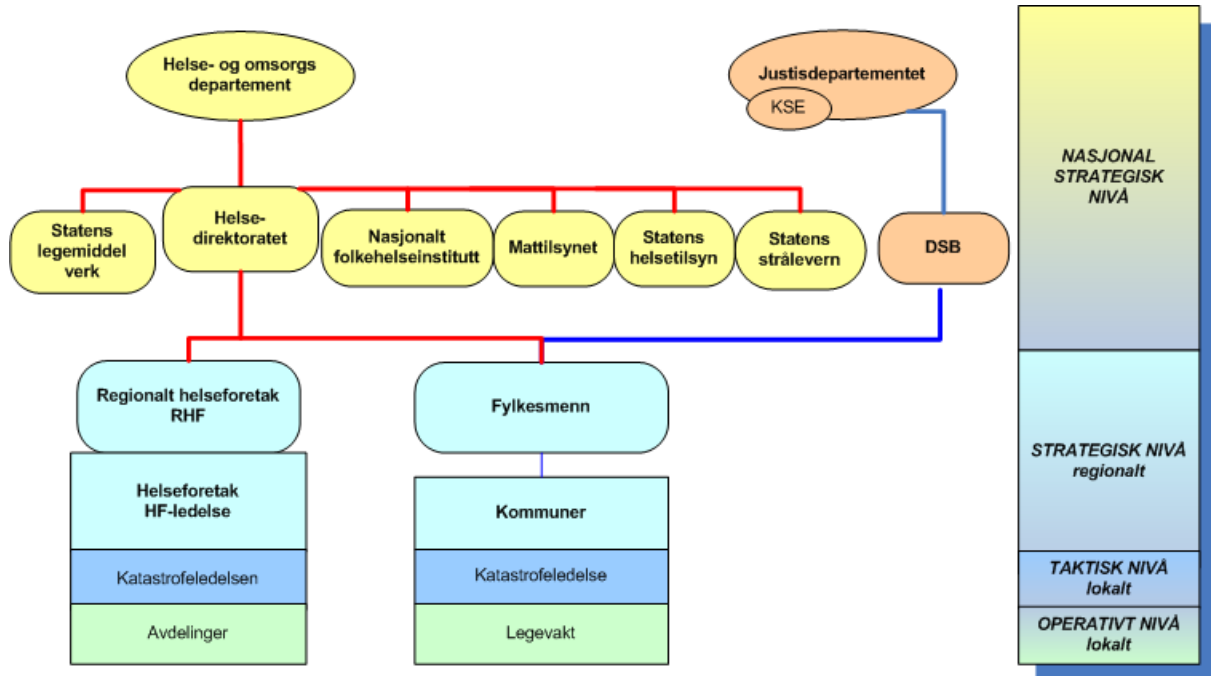 Helse- og omsorgs
departement
Justisdepartementet
KSE
NASJONAL
STRATEGISK
NIVÅ
Statens
legemiddel
verk
Helse-
direktoratet
Nasjonalt
folkehelseinstitutt
Mattilsynet
Statens
helsetilsyn
Statens
strålevern
DSB
Regionalt helseforetak
RHF
Fylkesmenn
STRATEGISK NIVÅ
regionalt
Helseforetak
HF-ledelse
Kommuner
Katastrofeledelsen
Katastrofeledelse
TAKTISK NIVÅ
lokalt
Avdelinger
Legevakt
OPERATIVT NIVÅ
lokalt